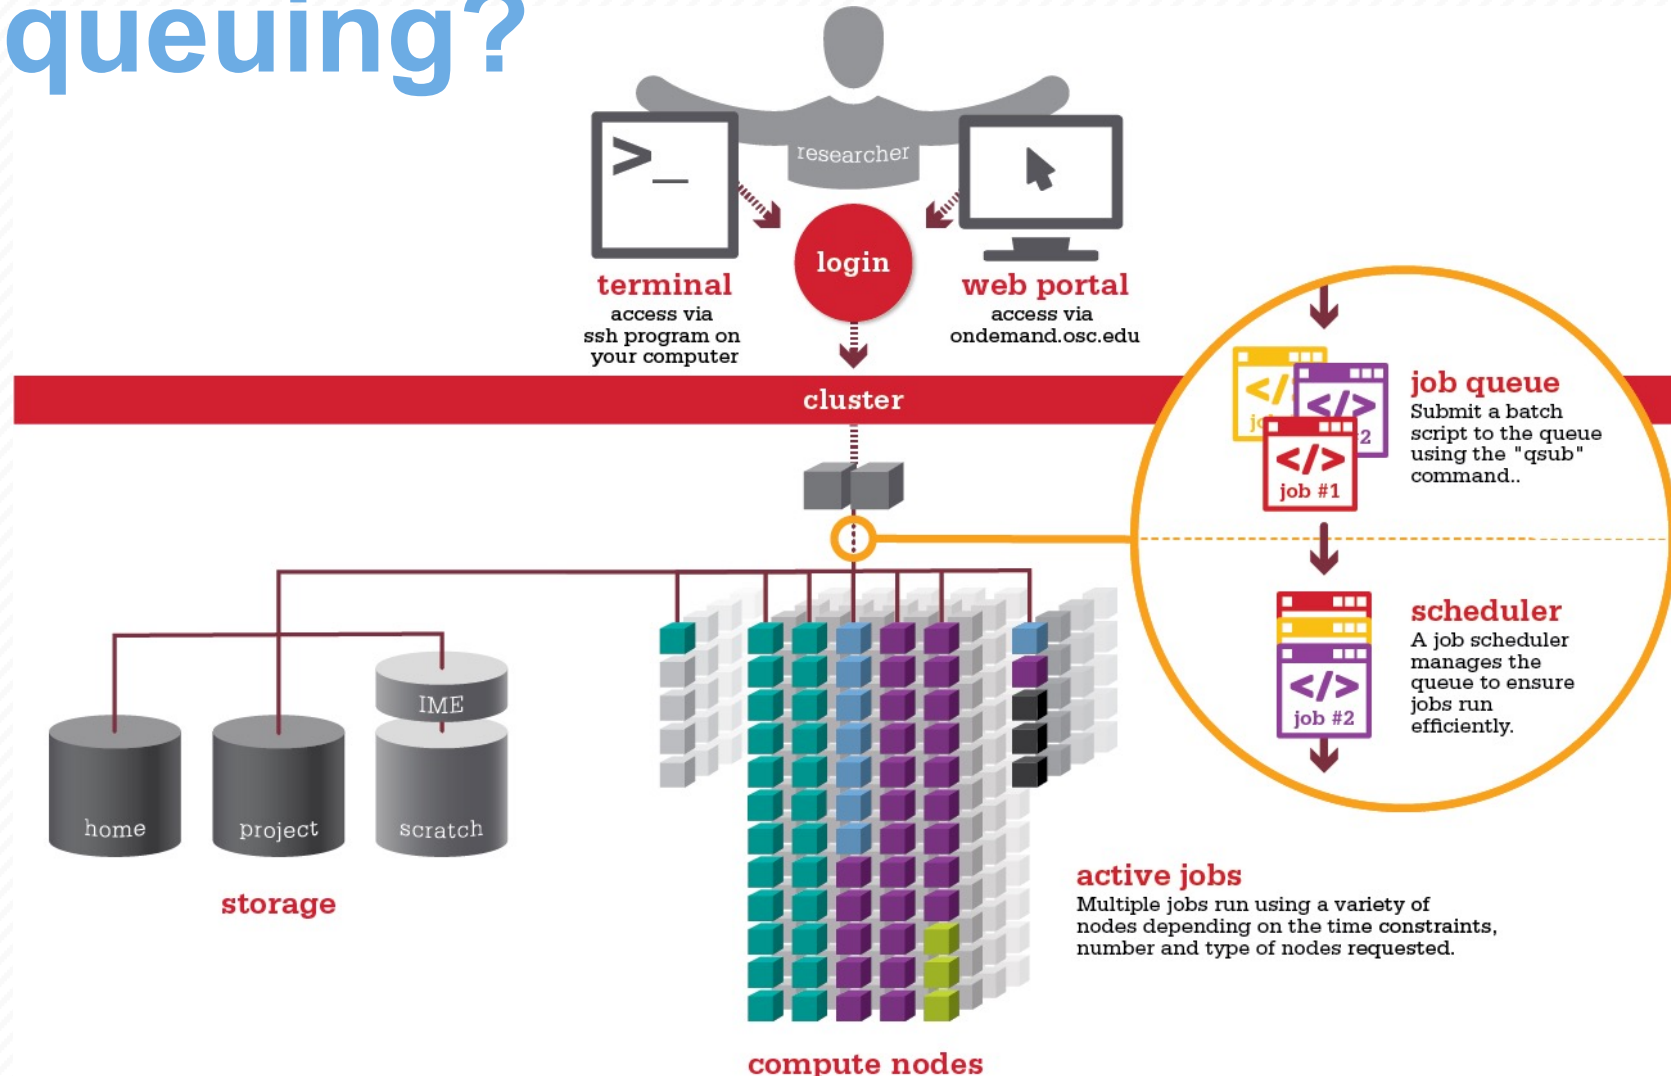 queuing?
researcher
>_
login
terminal
access via
ssh program on
your computer
web portal
access via
ondemand.osc.edu
cluster
</>
</>
2
</>
job #1
job queue
Submit a batch
script to the queue
using the "qsub"
command..
</>
job #2
scheduler
A job scheduler
manages the
queue to ensure
jobs run
efficiently.
IME
home
project
scratch
storage
active jobs
Multiple jobs run using a variety of
nodes depending on the time constraints,
number and type of nodes requested.
compute nodes